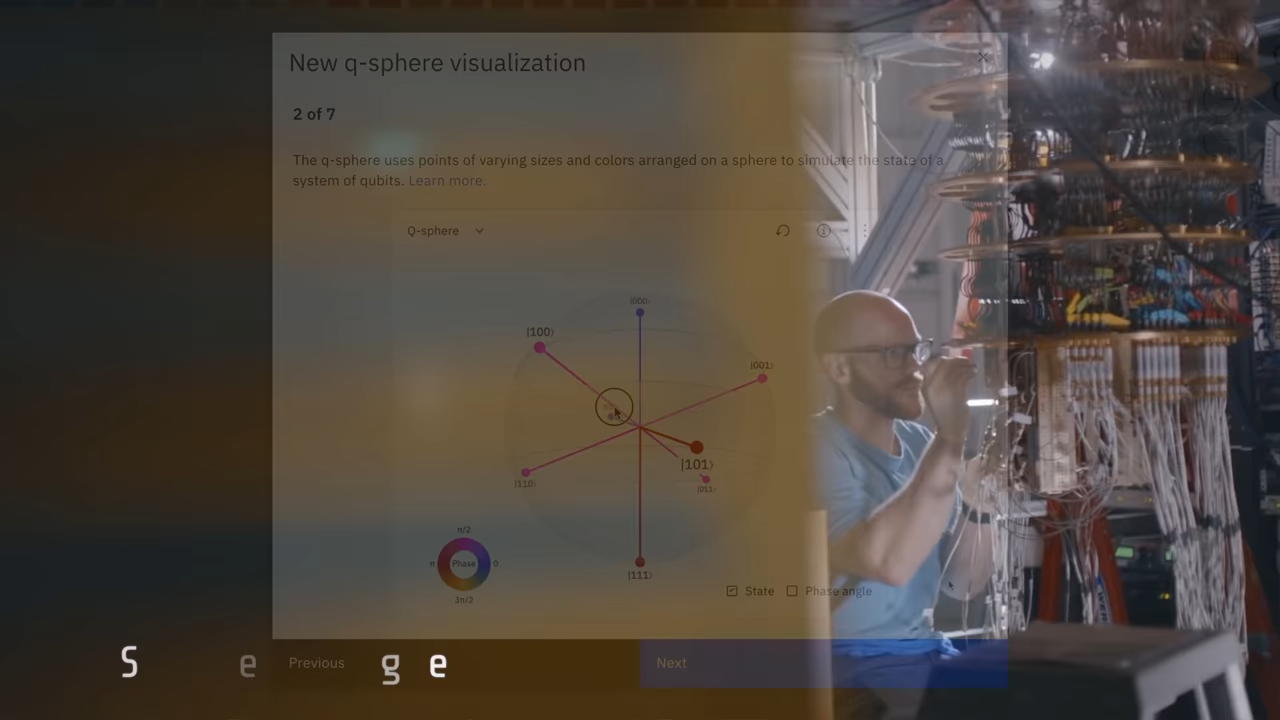 New q-sphere visualization
2 of 7
The q-sphere uses points of varying sizes and colors arranged on a sphere to simulate the state of a
system of qubits. Learn more.
Q-sphere
|000⟩
|100⟩
|001⟩
|101⟩
|011⟩
|110⟩
|111⟩
π/2
π Phase 0
3π/2
State Phase angle
S e g e
Previous Next